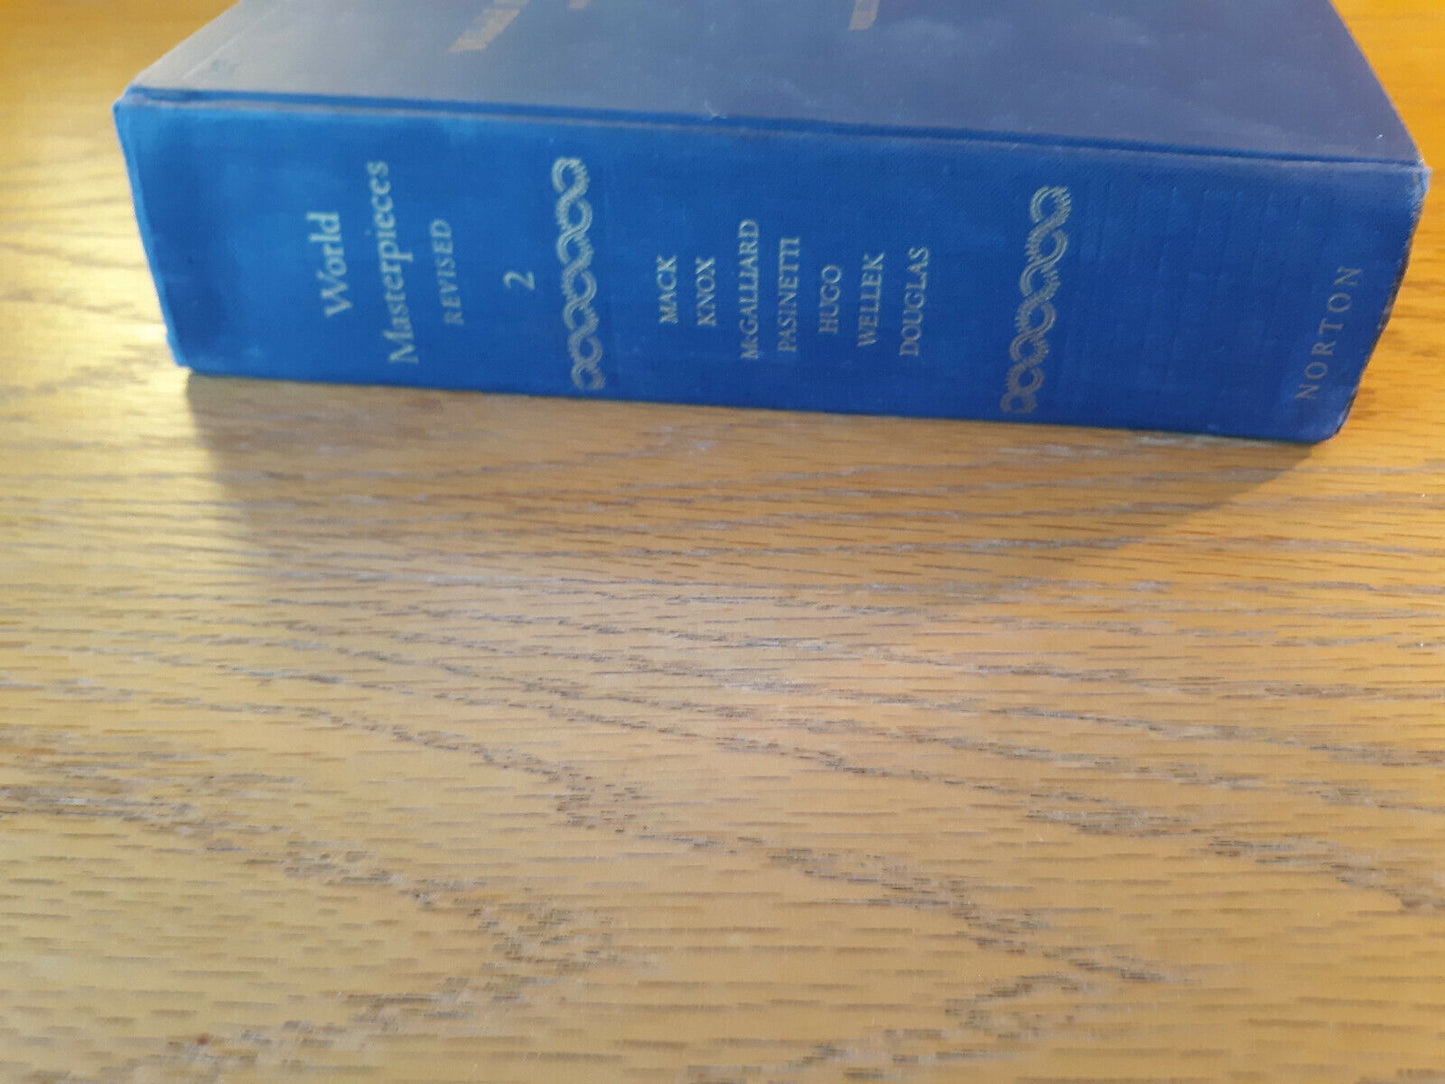 World
Masterpieces
REVISED
2
MACK
KNOX
McGALLIARD
PASINETTI
HUGO
WELLEK
DOUGLAS
NORTON